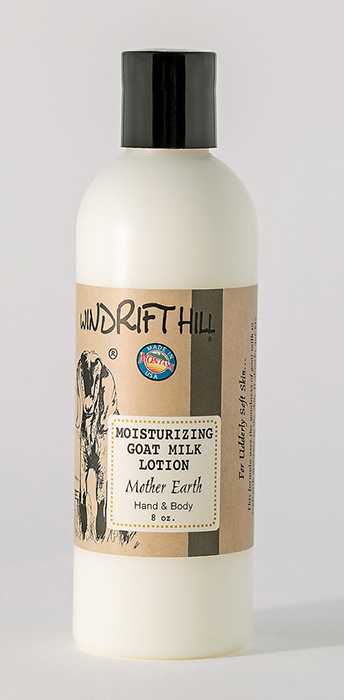 WINDRIFT HILL
®
®
MADE IN
MONTANA
USA
MOISTURIZING
GOAT MILK
LOTION
Mother Earth
Hand & Body
8 oz.
For Udderly Soft Skin...